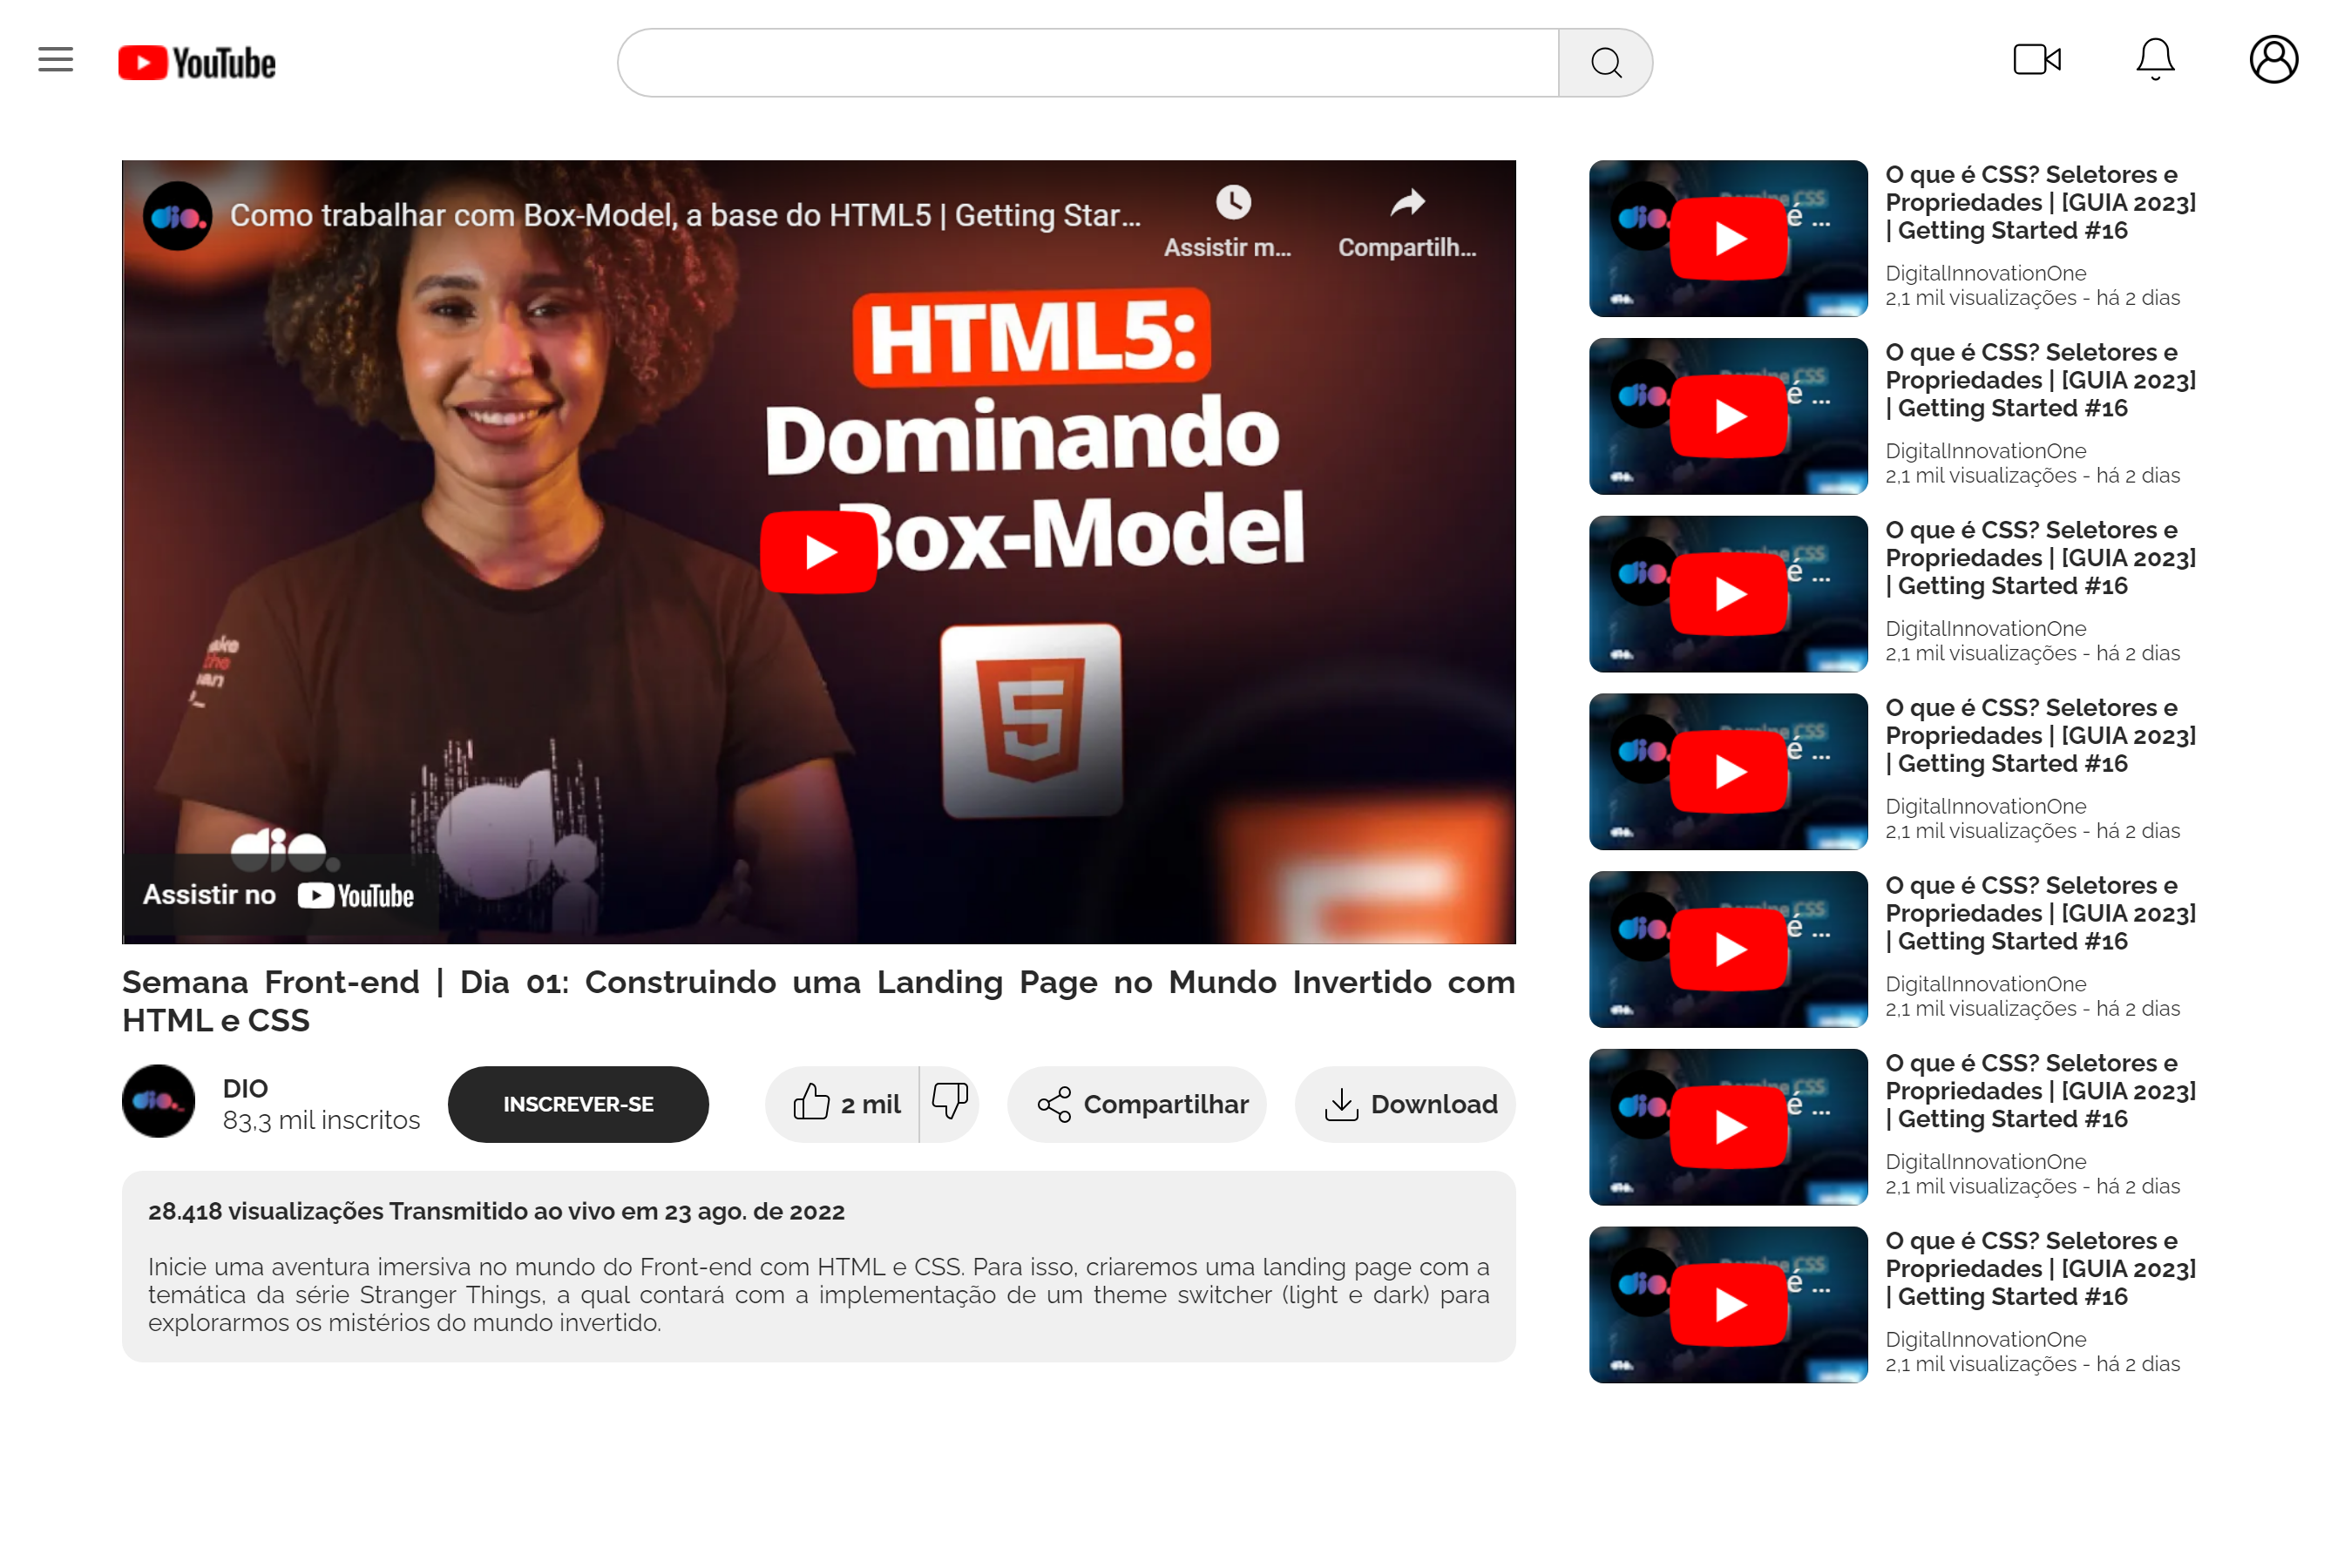 YouTube
dio.
Como trabalhar com Box-Model, a base do HTML5 | Getting Star...
Assistir m...
Compartilh...
HTML5:
Dominando
Box-Model
5
dio.
Assistir no YouTube
Semana Front-end | Dia 01: Construindo uma Landing Page no Mundo Invertido com
HTML e CSS
dio.
DIO
83,3 mil inscritos
INSCREVER-SE
2 mil
Compartilhar
Download
28.418 visualizações Transmitido ao vivo em 23 ago. de 2022
Inicie uma aventura imersiva no mundo do Front-end com HTML e CSS. Para isso, criaremos uma landing page com a
temática da série Stranger Things, a qual contará com a implementação de um theme switcher (light e dark) para
explorarmos os mistérios do mundo invertido.
dio.
é ...
O que é CSS? Seletores e
Propriedades | [GUIA 2023]
| Getting Started #16
DigitalInnovationOne
2,1 mil visualizações - há 2 dias
dio.
é ...
O que é CSS? Seletores e
Propriedades | [GUIA 2023]
| Getting Started #16
DigitalInnovationOne
2,1 mil visualizações - há 2 dias
dio.
é ...
O que é CSS? Seletores e
Propriedades | [GUIA 2023]
| Getting Started #16
DigitalInnovationOne
2,1 mil visualizações - há 2 dias
dio.
é ...
O que é CSS? Seletores e
Propriedades | [GUIA 2023]
| Getting Started #16
DigitalInnovationOne
2,1 mil visualizações - há 2 dias
dio.
é ...
O que é CSS? Seletores e
Propriedades | [GUIA 2023]
| Getting Started #16
DigitalInnovationOne
2,1 mil visualizações - há 2 dias
dio.
é ...
O que é CSS? Seletores e
Propriedades | [GUIA 2023]
| Getting Started #16
DigitalInnovationOne
2,1 mil visualizações - há 2 dias
dio.
é ...
O que é CSS? Seletores e
Propriedades | [GUIA 2023]
| Getting Started #16
DigitalInnovationOne
2,1 mil visualizações - há 2 dias